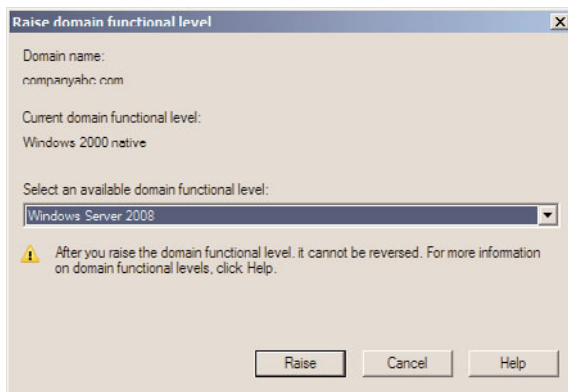 Raise domain functional level
Domain name:
companyabc.com
Current domain functional level:
Windows 2000 native
Select an available domain functional level:
Windows Server 2008
After you raise the domain functional level, it cannot be reversed. For more information
on domain functional levels, click Help.
Raise
Cancel
Help